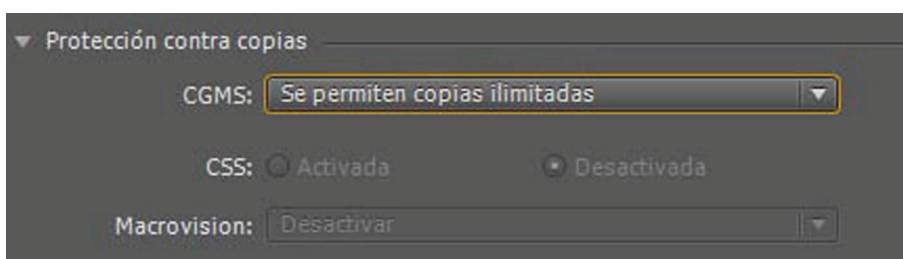 Protección contra copias
CGMS: Se permiten copias ilimitadas
CSS: Activada Desactivada
Macrovision: Desactivar